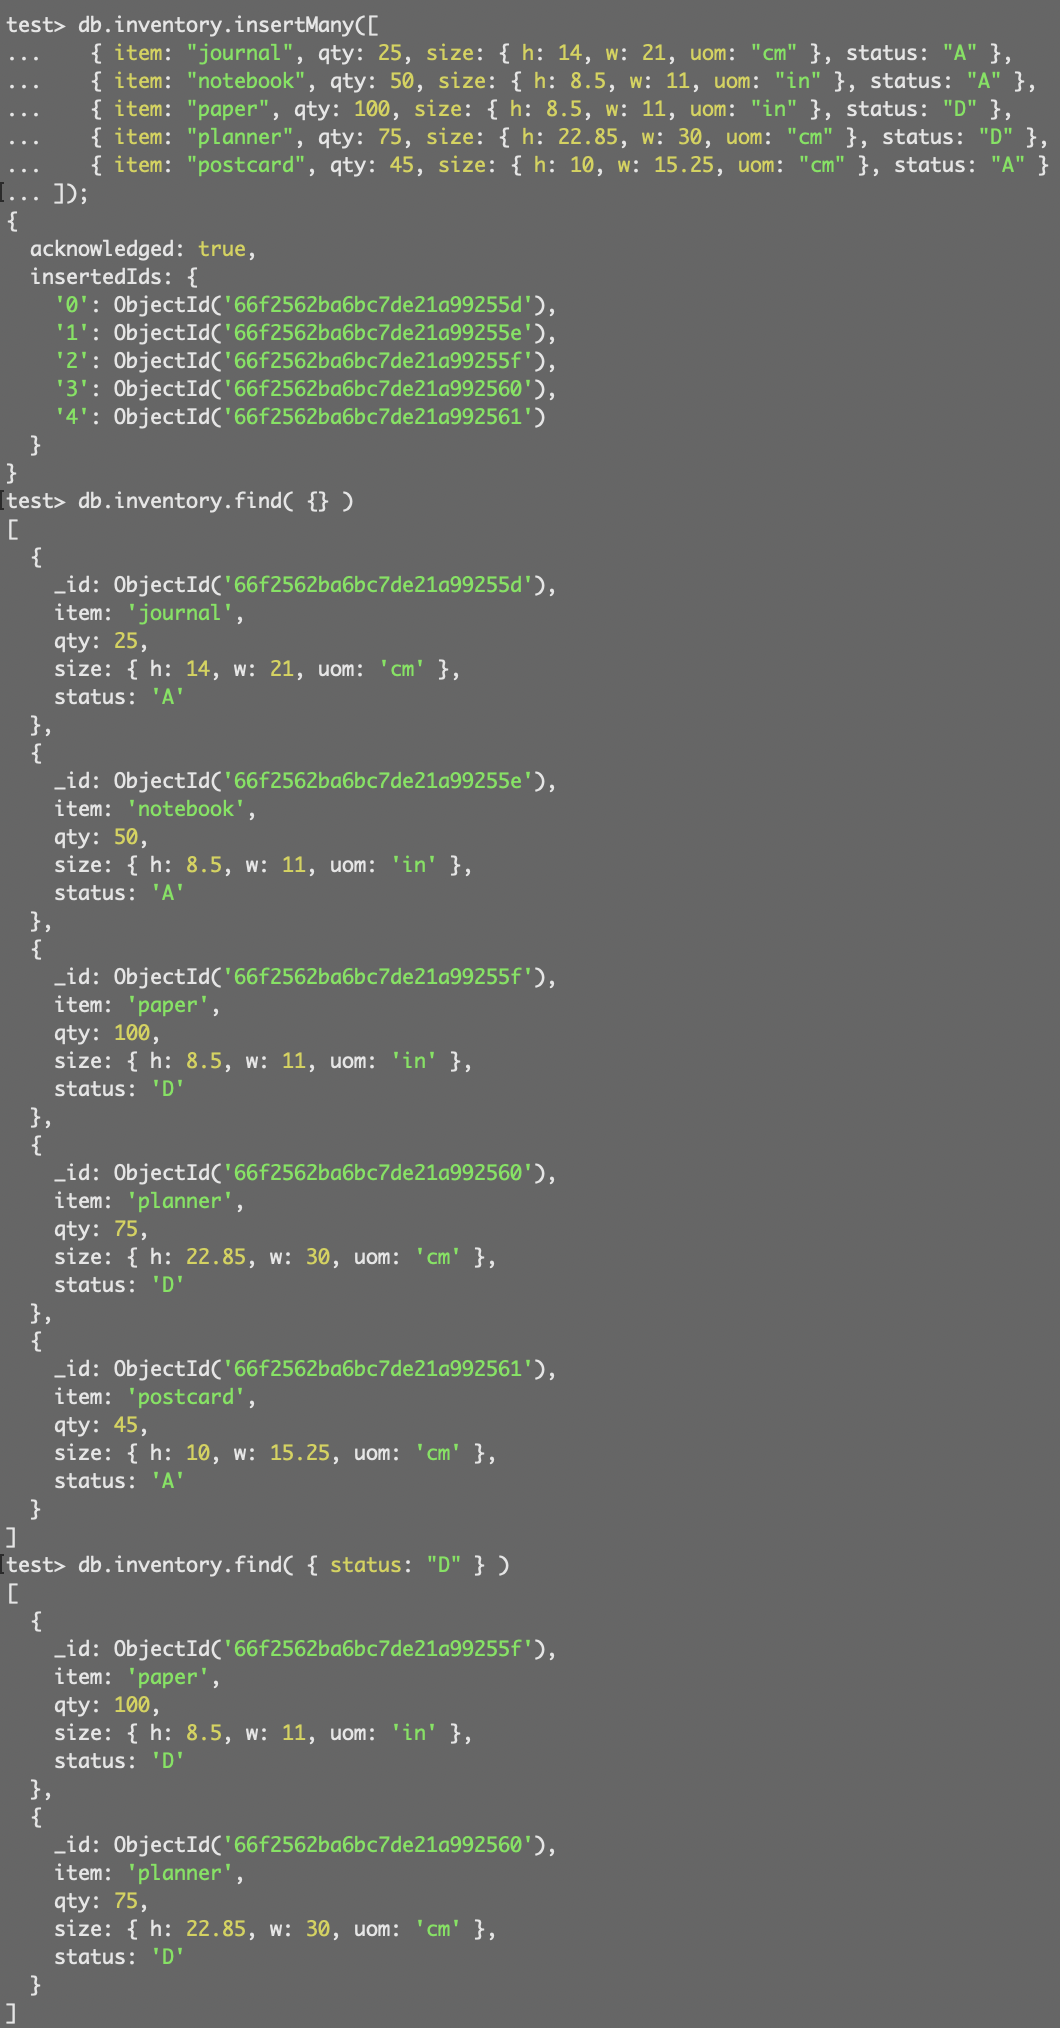 test> db.inventory.insertMany([
...     { item: "journal", qty: 25, size: { h: 14, w: 21, uom: "cm" }, status: "A" },
...     { item: "notebook", qty: 50, size: { h: 8.5, w: 11, uom: "in" }, status: "A" },
...     { item: "paper", qty: 100, size: { h: 8.5, w: 11, uom: "in" }, status: "D" },
...     { item: "planner", qty: 75, size: { h: 22.85, w: 30, uom: "cm" }, status: "D" },
...     { item: "postcard", qty: 45, size: { h: 10, w: 15.25, uom: "cm" }, status: "A" }
[... ]);
{
  acknowledged: true,
  insertedIds: {
    '0': ObjectId('66f2562ba6bc7de21a99255d'),
    '1': ObjectId('66f2562ba6bc7de21a99255e'),
    '2': ObjectId('66f2562ba6bc7de21a99255f'),
    '3': ObjectId('66f2562ba6bc7de21a992560'),
    '4': ObjectId('66f2562ba6bc7de21a992561')
  }
}
[test> db.inventory.find( {} )
[
  {
    _id: ObjectId('66f2562ba6bc7de21a99255d'),
    item: 'journal',
    qty: 25,
    size: { h: 14, w: 21, uom: 'cm' },
    status: 'A'
  },
  {
    _id: ObjectId('66f2562ba6bc7de21a99255e'),
    item: 'notebook',
    qty: 50,
    size: { h: 8.5, w: 11, uom: 'in' },
    status: 'A'
  },
  {
    _id: ObjectId('66f2562ba6bc7de21a99255f'),
    item: 'paper',
    qty: 100,
    size: { h: 8.5, w: 11, uom: 'in' },
    status: 'D'
  },
  {
    _id: ObjectId('66f2562ba6bc7de21a992560'),
    item: 'planner',
    qty: 75,
    size: { h: 22.85, w: 30, uom: 'cm' },
    status: 'D'
  },
  {
    _id: ObjectId('66f2562ba6bc7de21a992561'),
    item: 'postcard',
    qty: 45,
    size: { h: 10, w: 15.25, uom: 'cm' },
    status: 'A'
  }
]
[test> db.inventory.find( { status: "D" } )
[
  {
    _id: ObjectId('66f2562ba6bc7de21a99255f'),
    item: 'paper',
    qty: 100,
    size: { h: 8.5, w: 11, uom: 'in' },
    status: 'D'
  },
  {
    _id: ObjectId('66f2562ba6bc7de21a992560'),
    item: 'planner',
    qty: 75,
    size: { h: 22.85, w: 30, uom: 'cm' },
    status: 'D'
  }
]